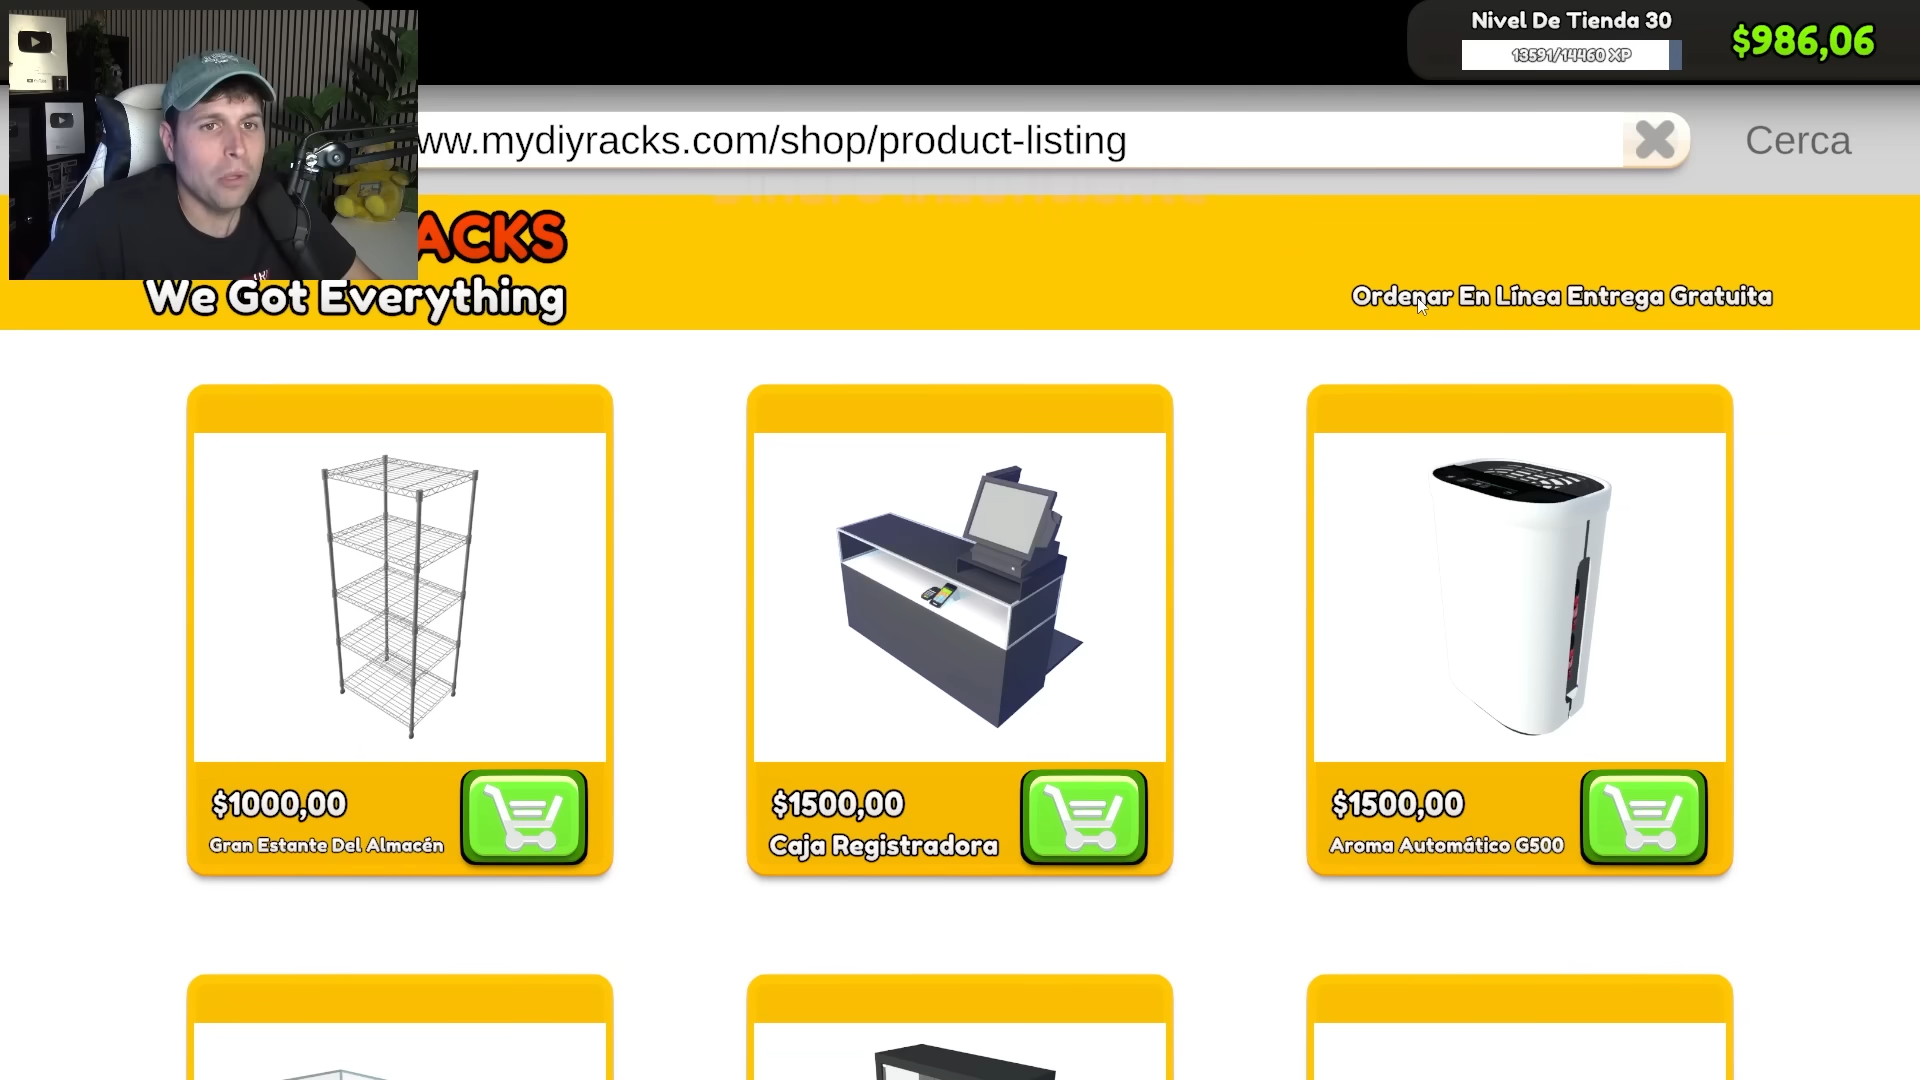 Nivel De Tienda 30
13591/14460 XP
$986,06
ww.mydiyracks.com/shop/product-listing
Cerca
ACKS
We Got Everything
Ordenar En Línea Entrega Gratuita
$1000,00
Gran Estante Del Almacén
$1500,00
Caja Registradora
$1500,00
Aroma Automático G500